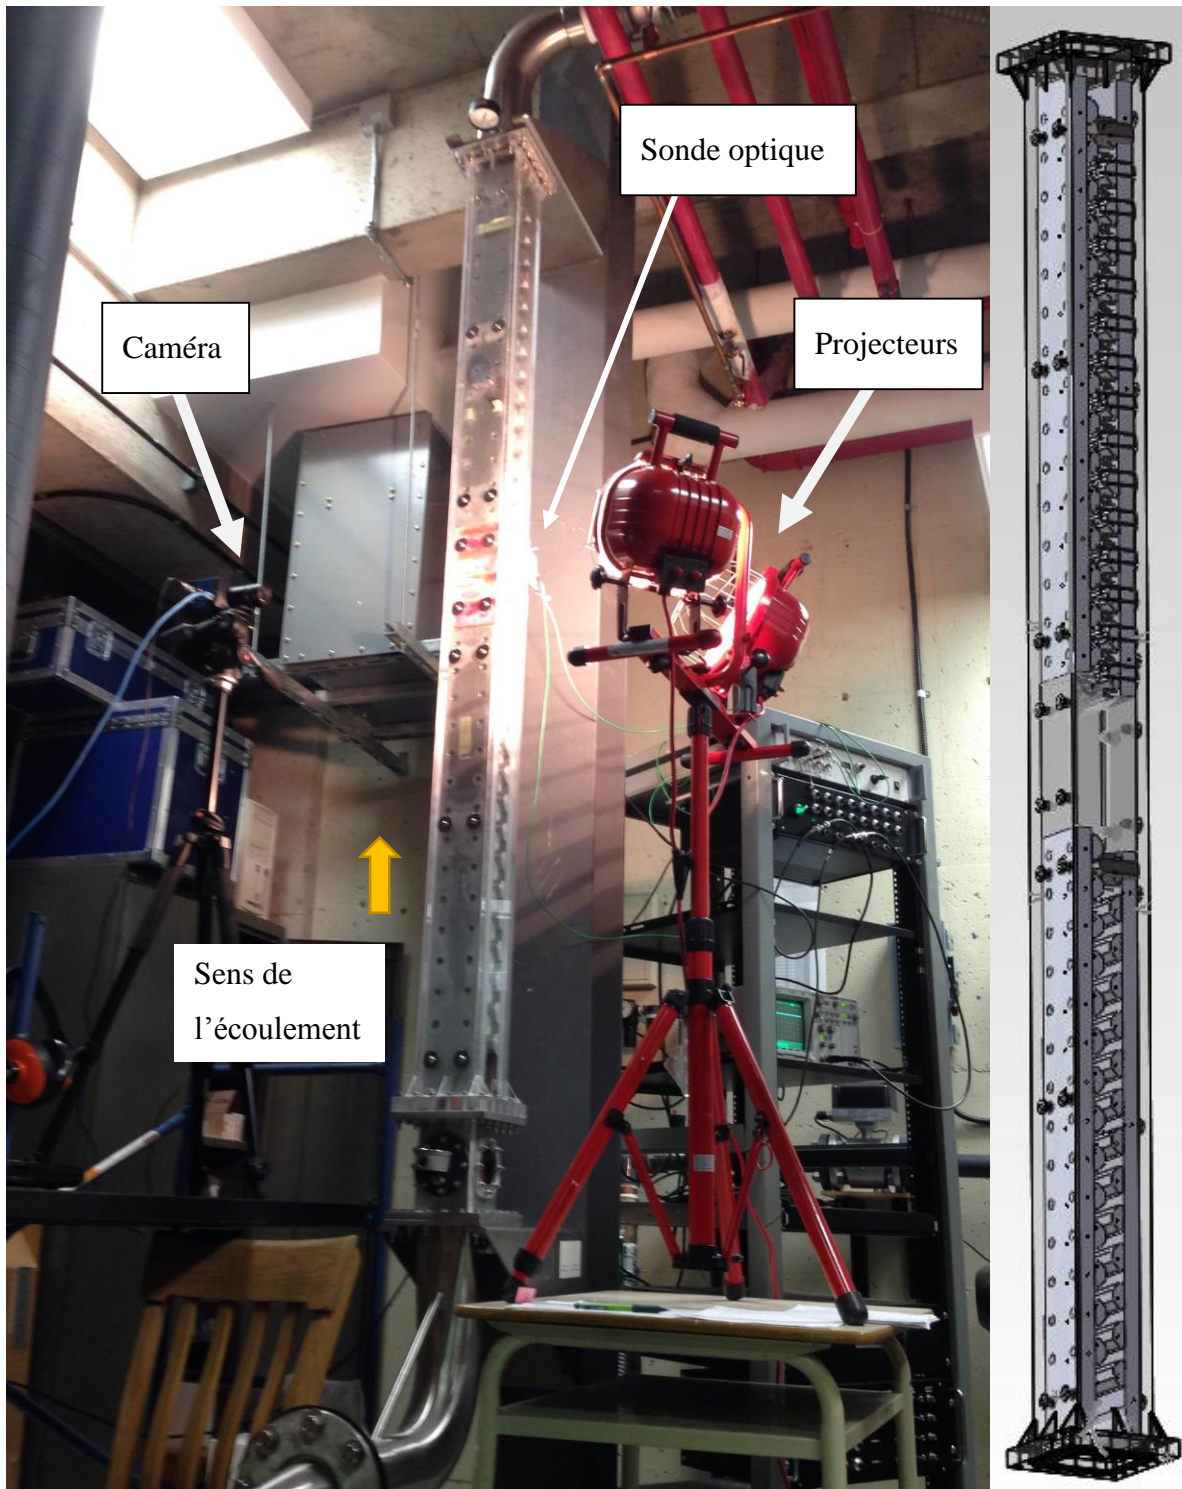 Sonde optique
Caméra
Projecteurs
Sens de
l’écoulement